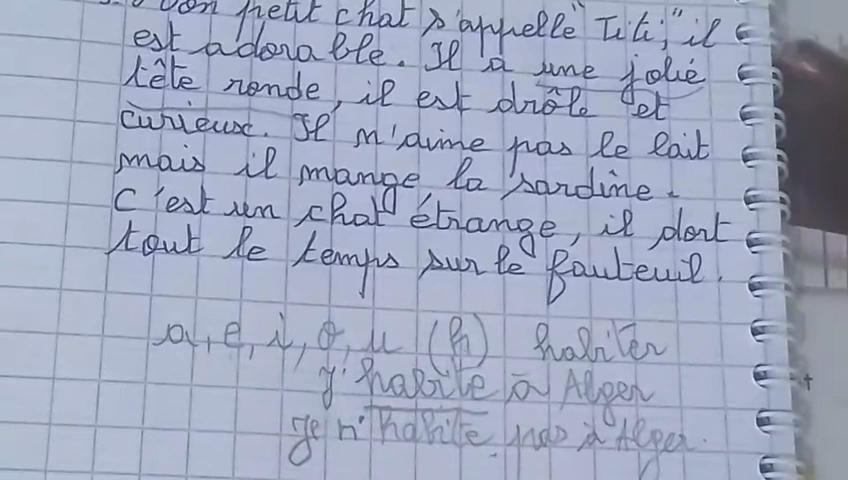 Son petit chat s'appelle "Titi," il
est adorable. Il a une jolie
tête ronde, il est drôle et
curieux. Il n'aime pas le lait
mais il mange la sardine.
C'est un chat étrange, il dort
tout le temps sur le fauteuil.
a, e, i, o, u (h) habiter
j'habite à Alger
je n'habite pas à Alger.